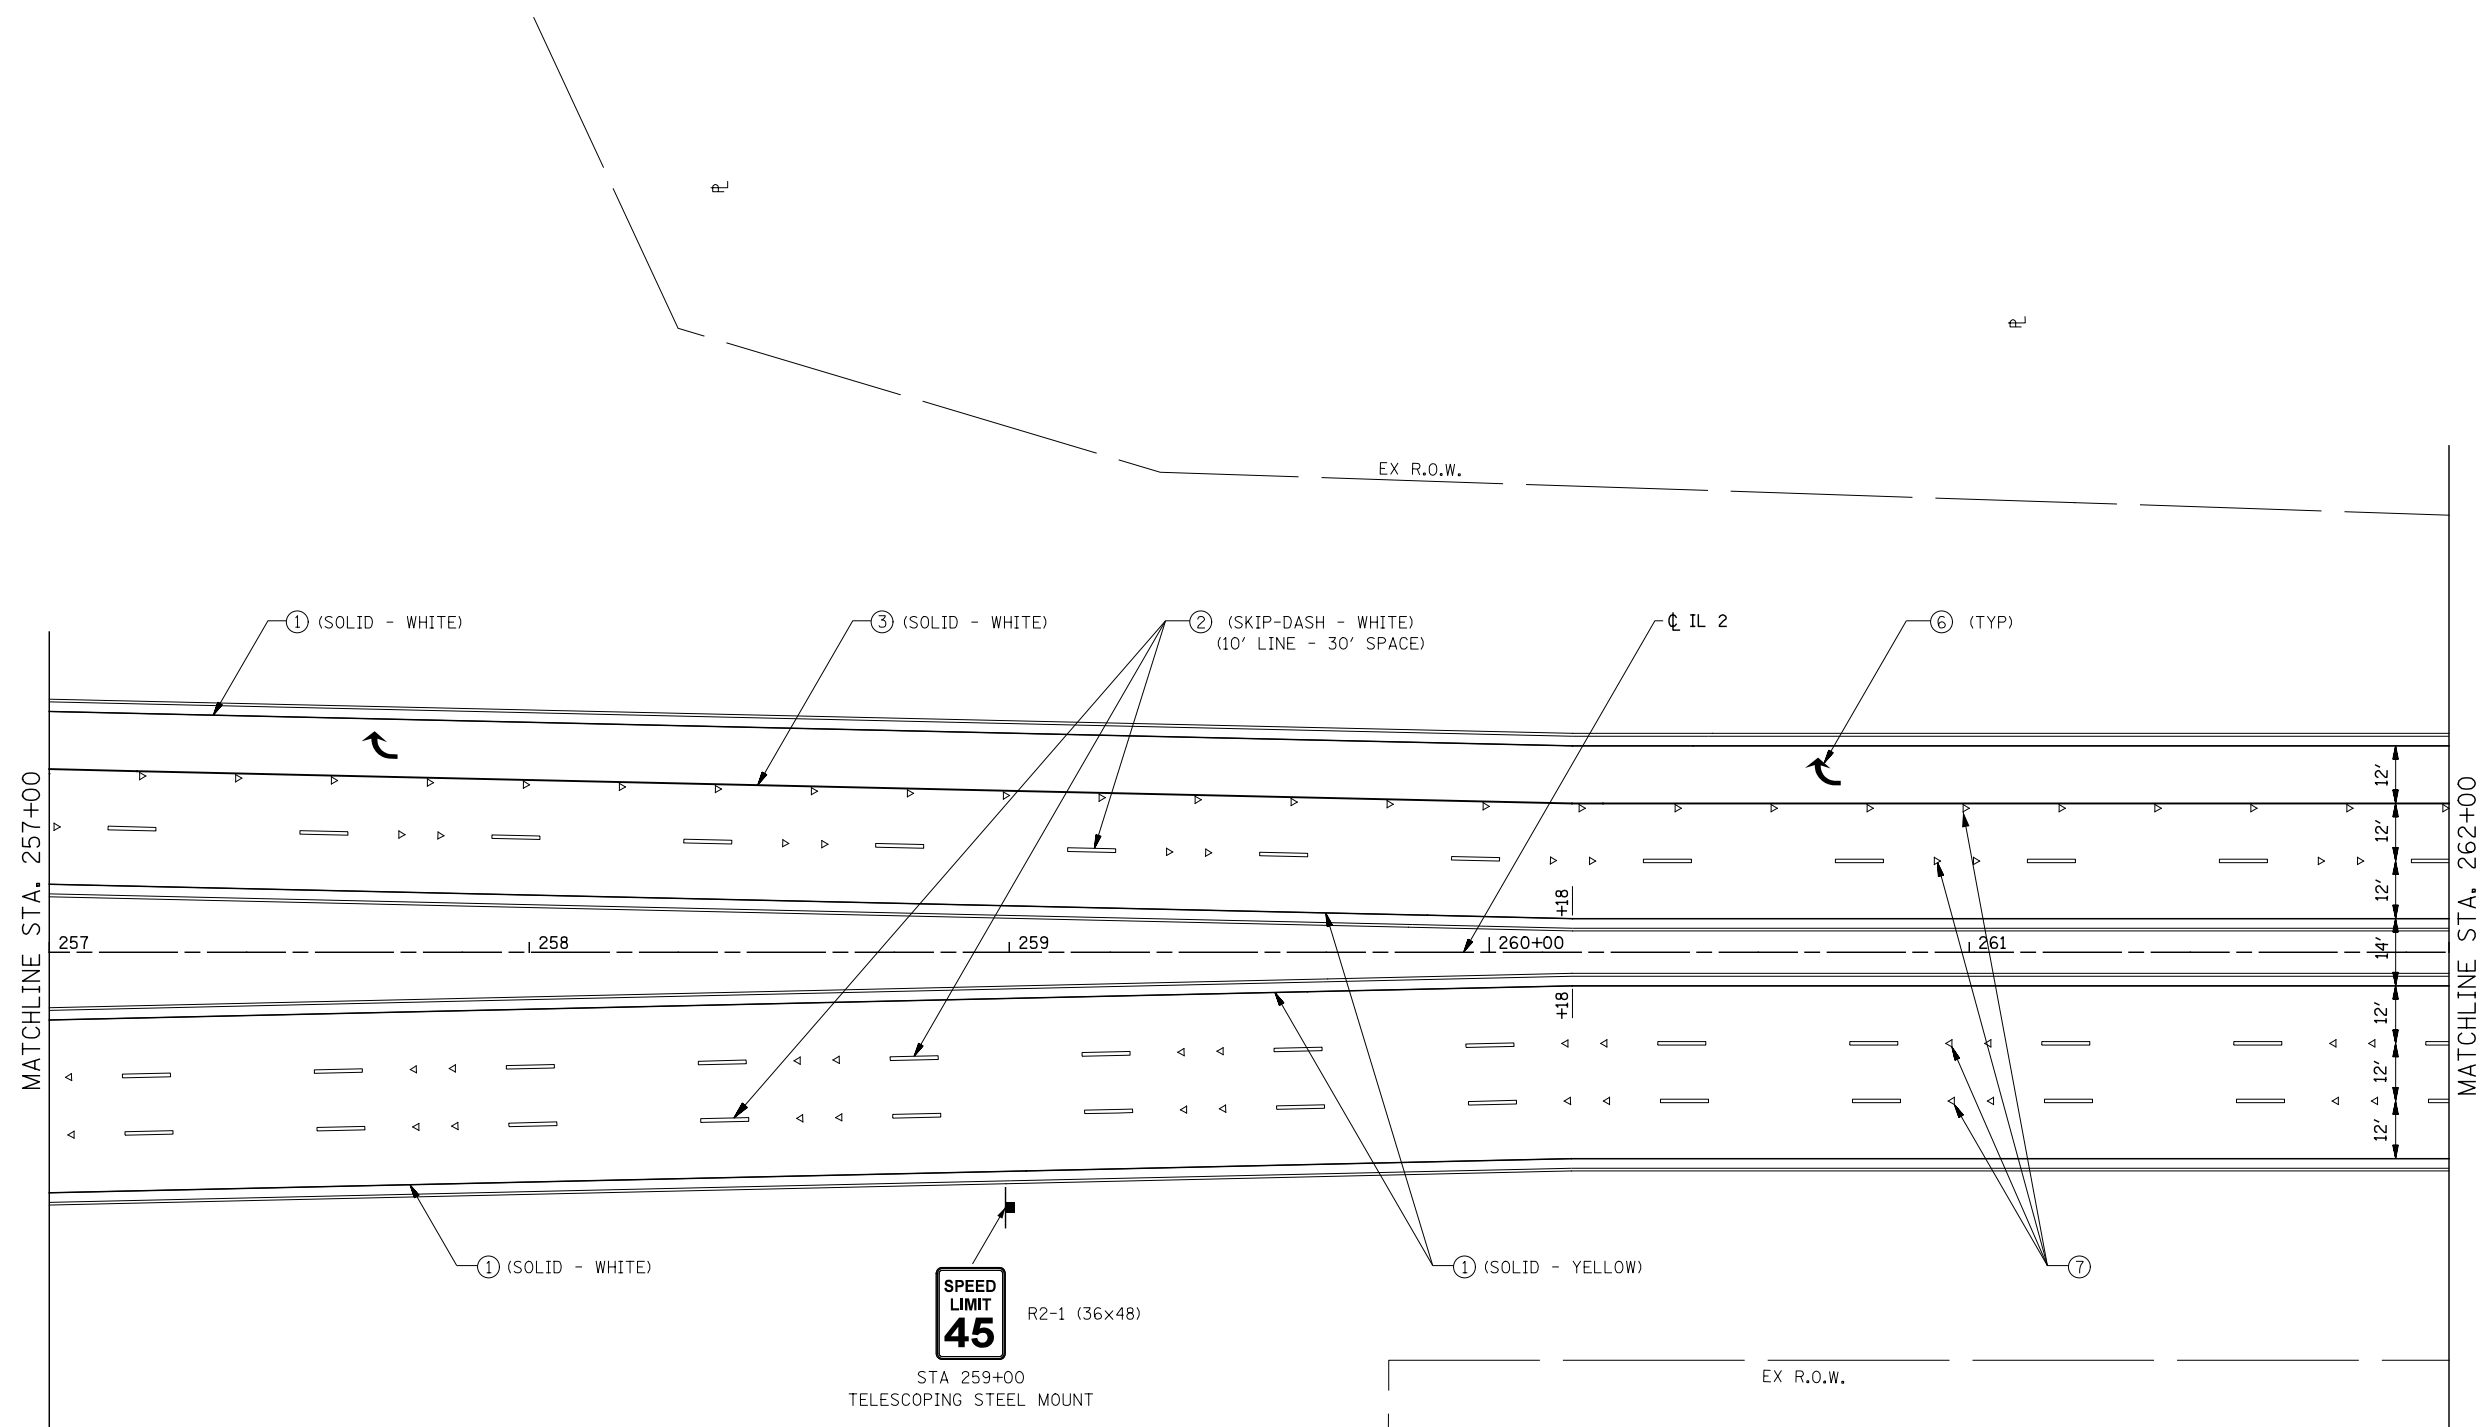 PL
PL
EX R.O.W.
1 (SOLID - WHITE)
3 (SOLID - WHITE)
2 (SKIP-DASH - WHITE)
(10' LINE - 30' SPACE)
CL IL 2
6 (TYP)
MATCHLINE STA. 257+00
MATCHLINE STA. 262+00
12'
12'
12'
14'
12'
12'
12'
+18
257
258
259
260+00
261
+18
1 (SOLID - WHITE)
1 (SOLID - YELLOW)
7
SPEED
LIMIT
45
R2-1 (36x48)
STA 259+00
TELESCOPING STEEL MOUNT
EX R.O.W.